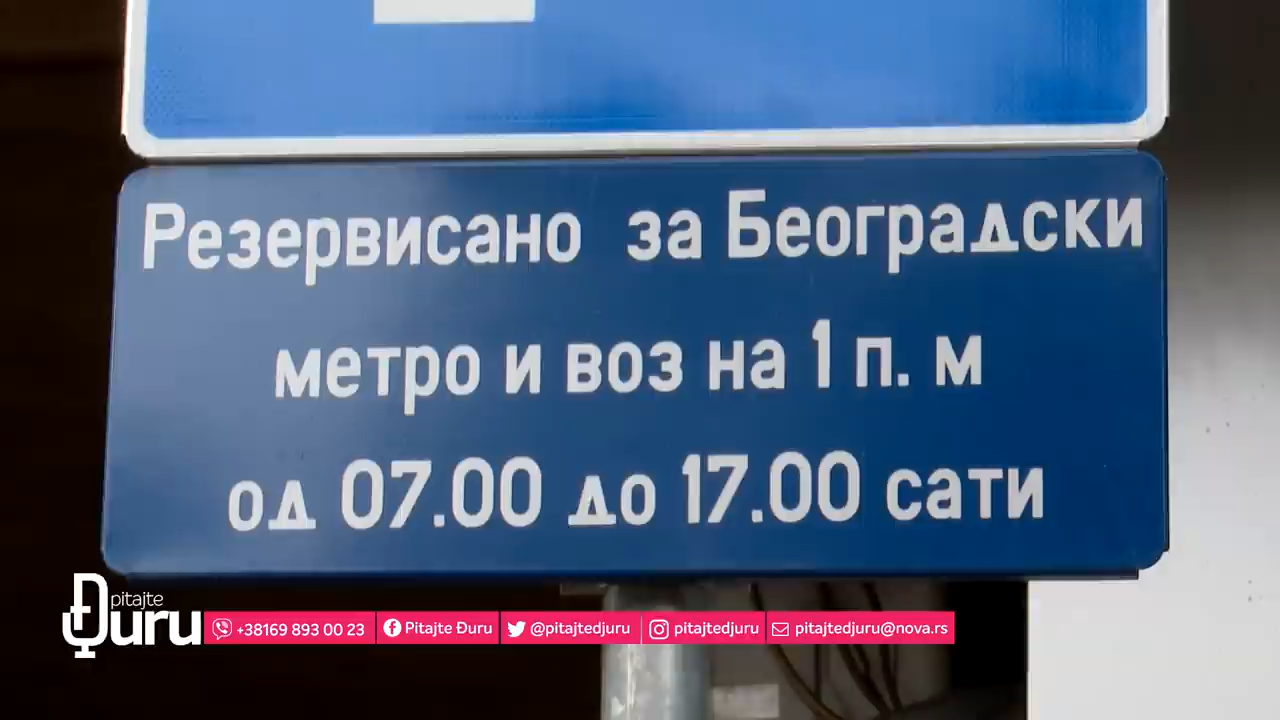 Резервисано за Београдски
метро и воз на 1 п. м
од 07.00 до 17.00 сати
pitajte
Đuru
+38169 893 00 23
Pitajte Đuru
@pitajtedjuru
pitajtedjuru
pitajtedjuru@nova.rs